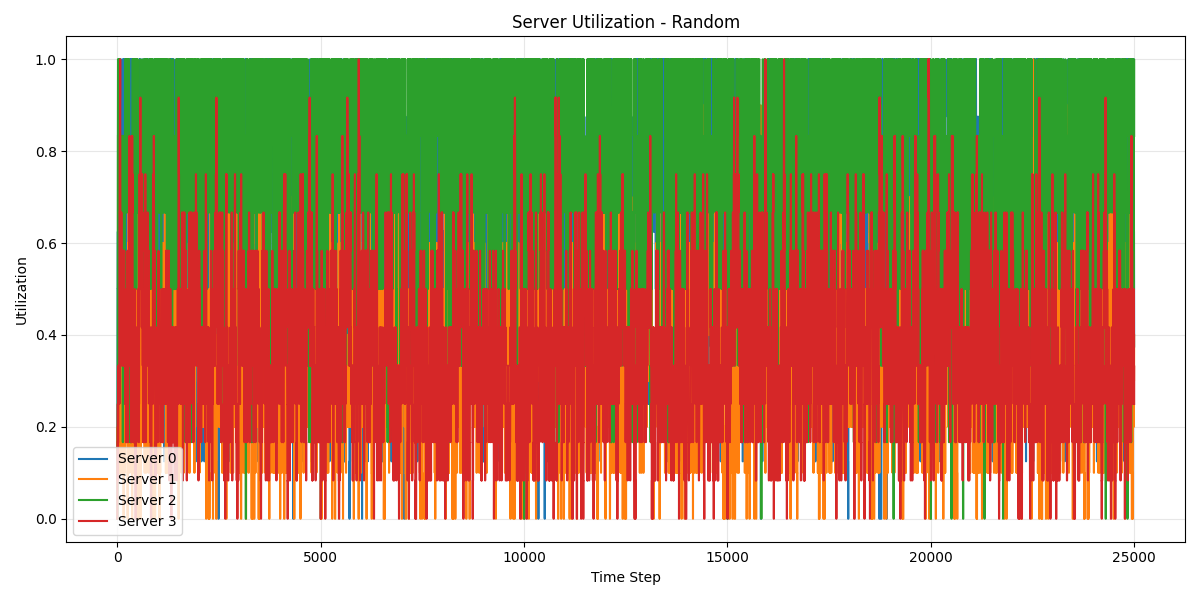 Server Utilization - Random
Utilization
1.0
0.8
0.6
0.4
0.2
0.0
Server 0
Server 1
Server 2
Server 3
0 5000 10000 15000 20000 25000
Time Step